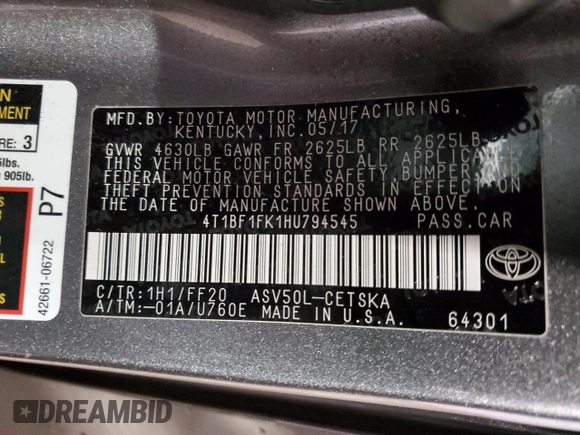 N
EMENT
RE: 3
lbs.
905lb.
P7
42661-06722
MFD.BY:TOYOTA MOTOR MANUFACTURING,
KENTUCKY, INC.05/17
GVWR 4630LB GAWR FR 2625LB RR 2625LB
THIS VEHICLE CONFORMS TO ALL APPLICABLE
FEDERAL MOTOR VEHICLE SAFETY, BUMPER, AND
THEFT PREVENTION STANDARDS IN EFFECT ON
THE DATE OF MANUFACTURE SHOWN ABOVE.
4T1BF1FK1HU794545 PASS.CAR
C/TR:1H1/FF20 ASV50L-CETSKA
A/TM:-01A/U760E MADE IN U.S.A. 64301
TOYOTA
DREAMBID